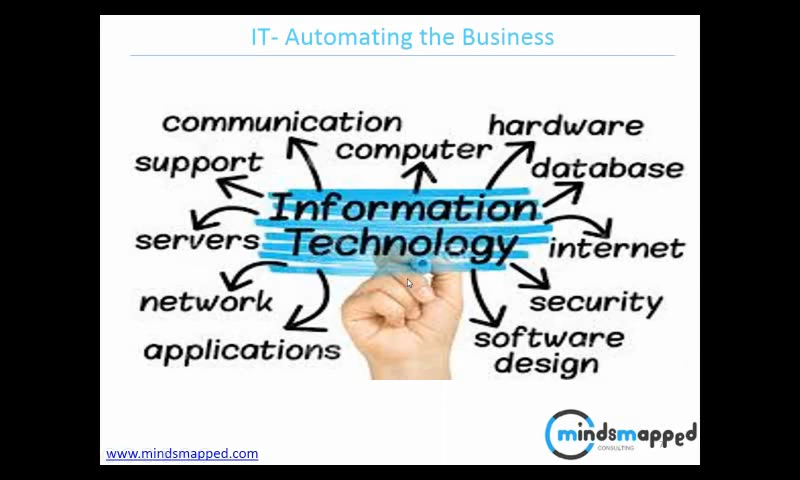 IT- Automating the Business
communication
hardware
support
computer
database
Information
Technology
servers
internet
network
security
applications
software
design
mindsmapped
CONSULTING
www.mindsmapped.com